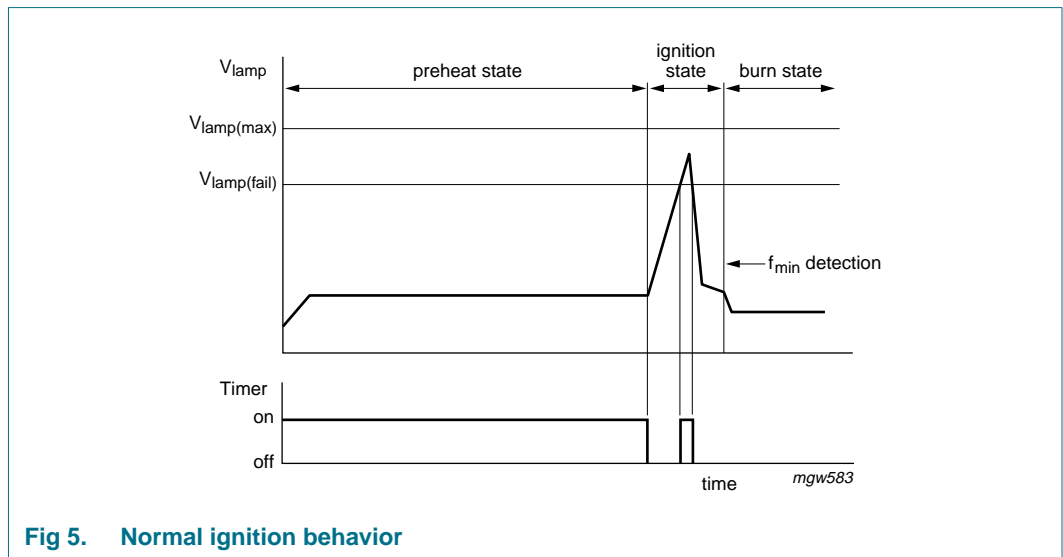 Vlamp
preheat state
ignition
state
burn state
Vlamp(max)
Vlamp(fail)
fmin detection
Timer
on
off
time
mgw583
Fig 5. Normal ignition behavior